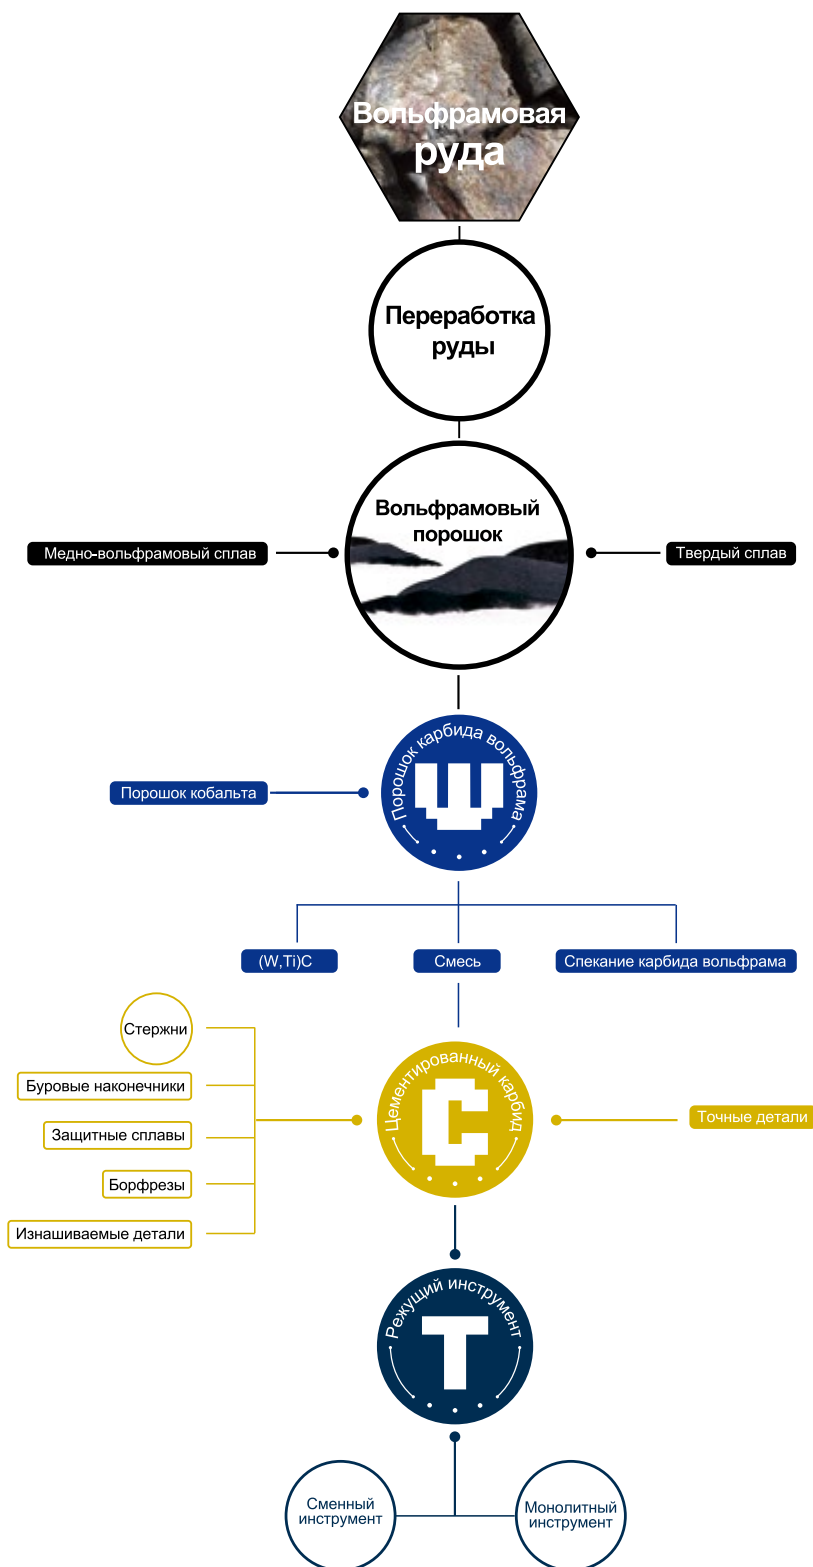 Вольфрамовая
руда
Переработка
руды
Вольфрамовый
порошок
Медно-вольфрамовый сплав
Твердый сплав
Порошок карбида вольфрама
W
Порошок кобальта
(W,Ti)C
Смесь
Спекание карбида вольфрама
Стержни
Буровые наконечники
Защитные сплавы
Борфрезы
Изнашиваемые детали
Цементированный карбид
C
Точные детали
Режущий инструмент
T
Сменный
инструмент
Монолитный
инструмент